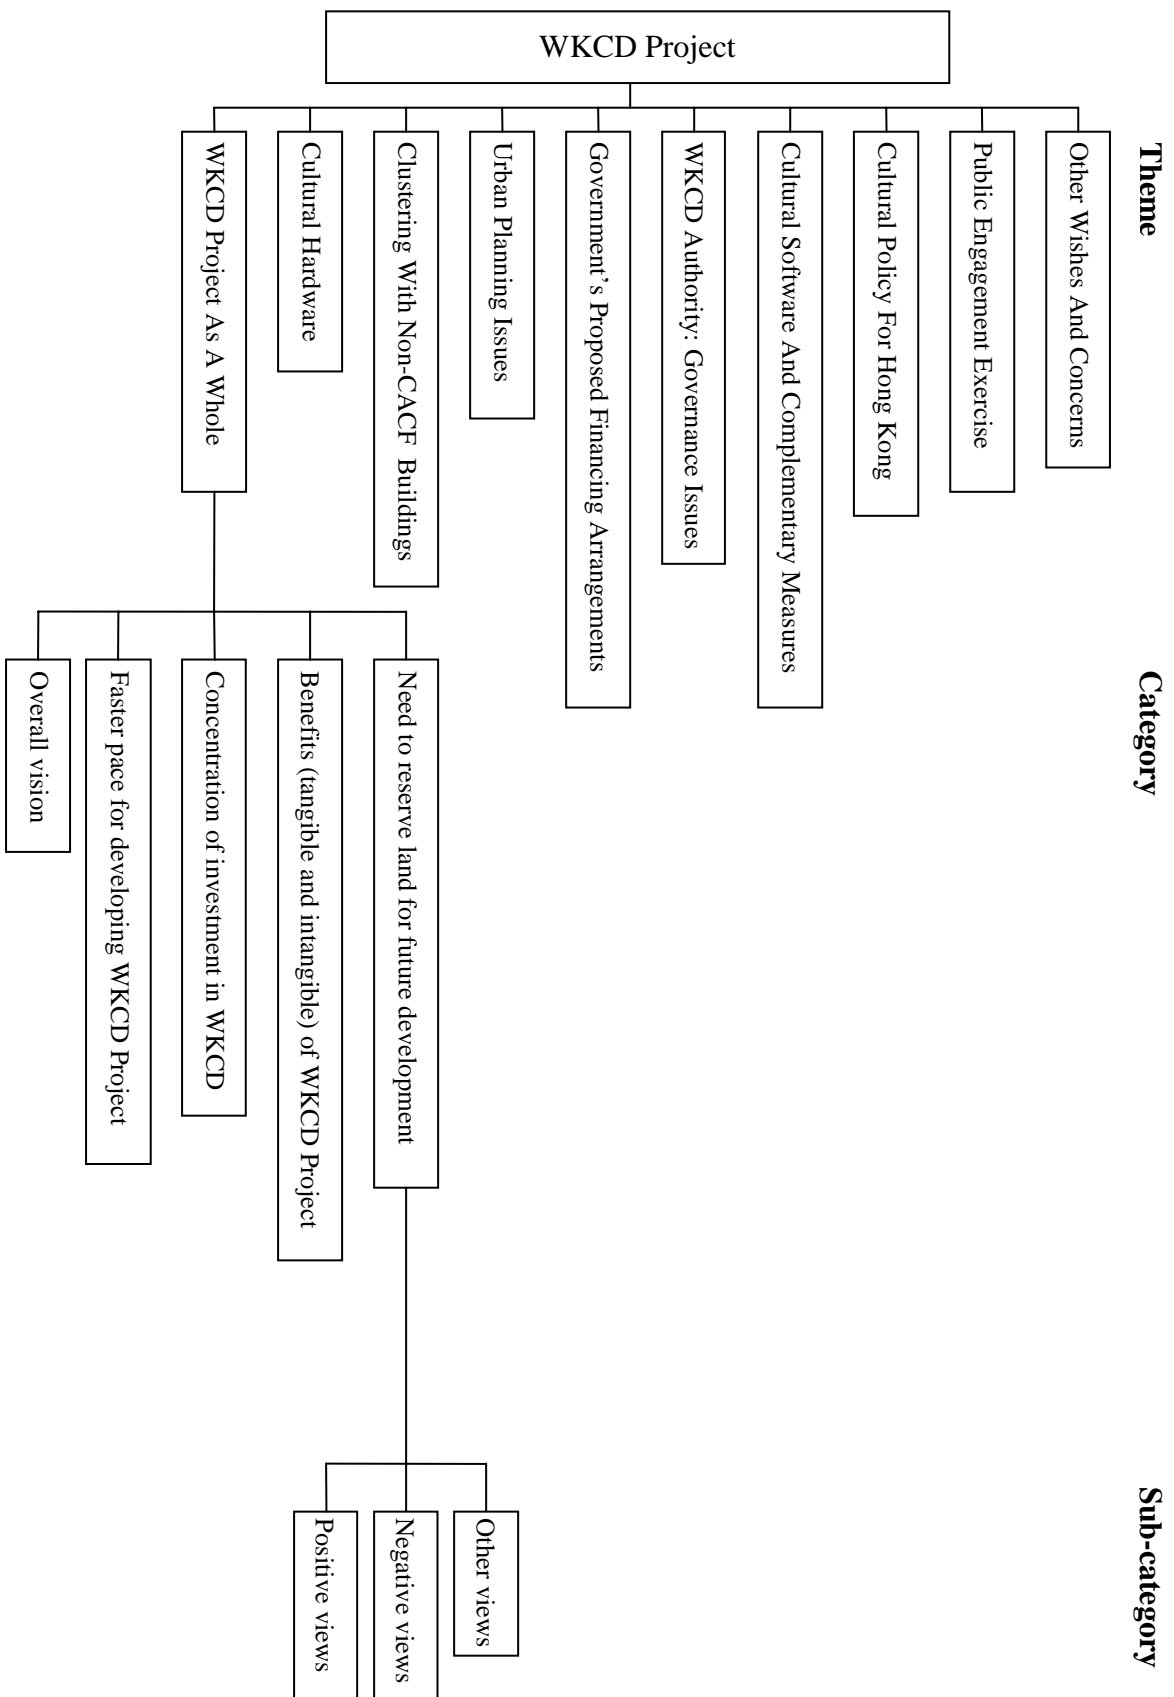 WKCD Project
Theme
Other Wishes And Concerns
Public Engagement Exercise
Cultural Policy For Hong Kong
Cultural Software And Complementary Measures
WKCD Authority: Governance Issues
Government’s Proposed Financing Arrangements
Urban Planning Issues
Clustering With Non-CACF Buildings
Cultural Hardware
WKCD Project As A Whole
Category
Need to reserve land for future development
Benefits (tangible and intangible) of WKCD Project
Concentration of investment in WKCD
Faster pace for developing WKCD Project
Overall vision
Sub-category
Other views
Negative views
Positive views